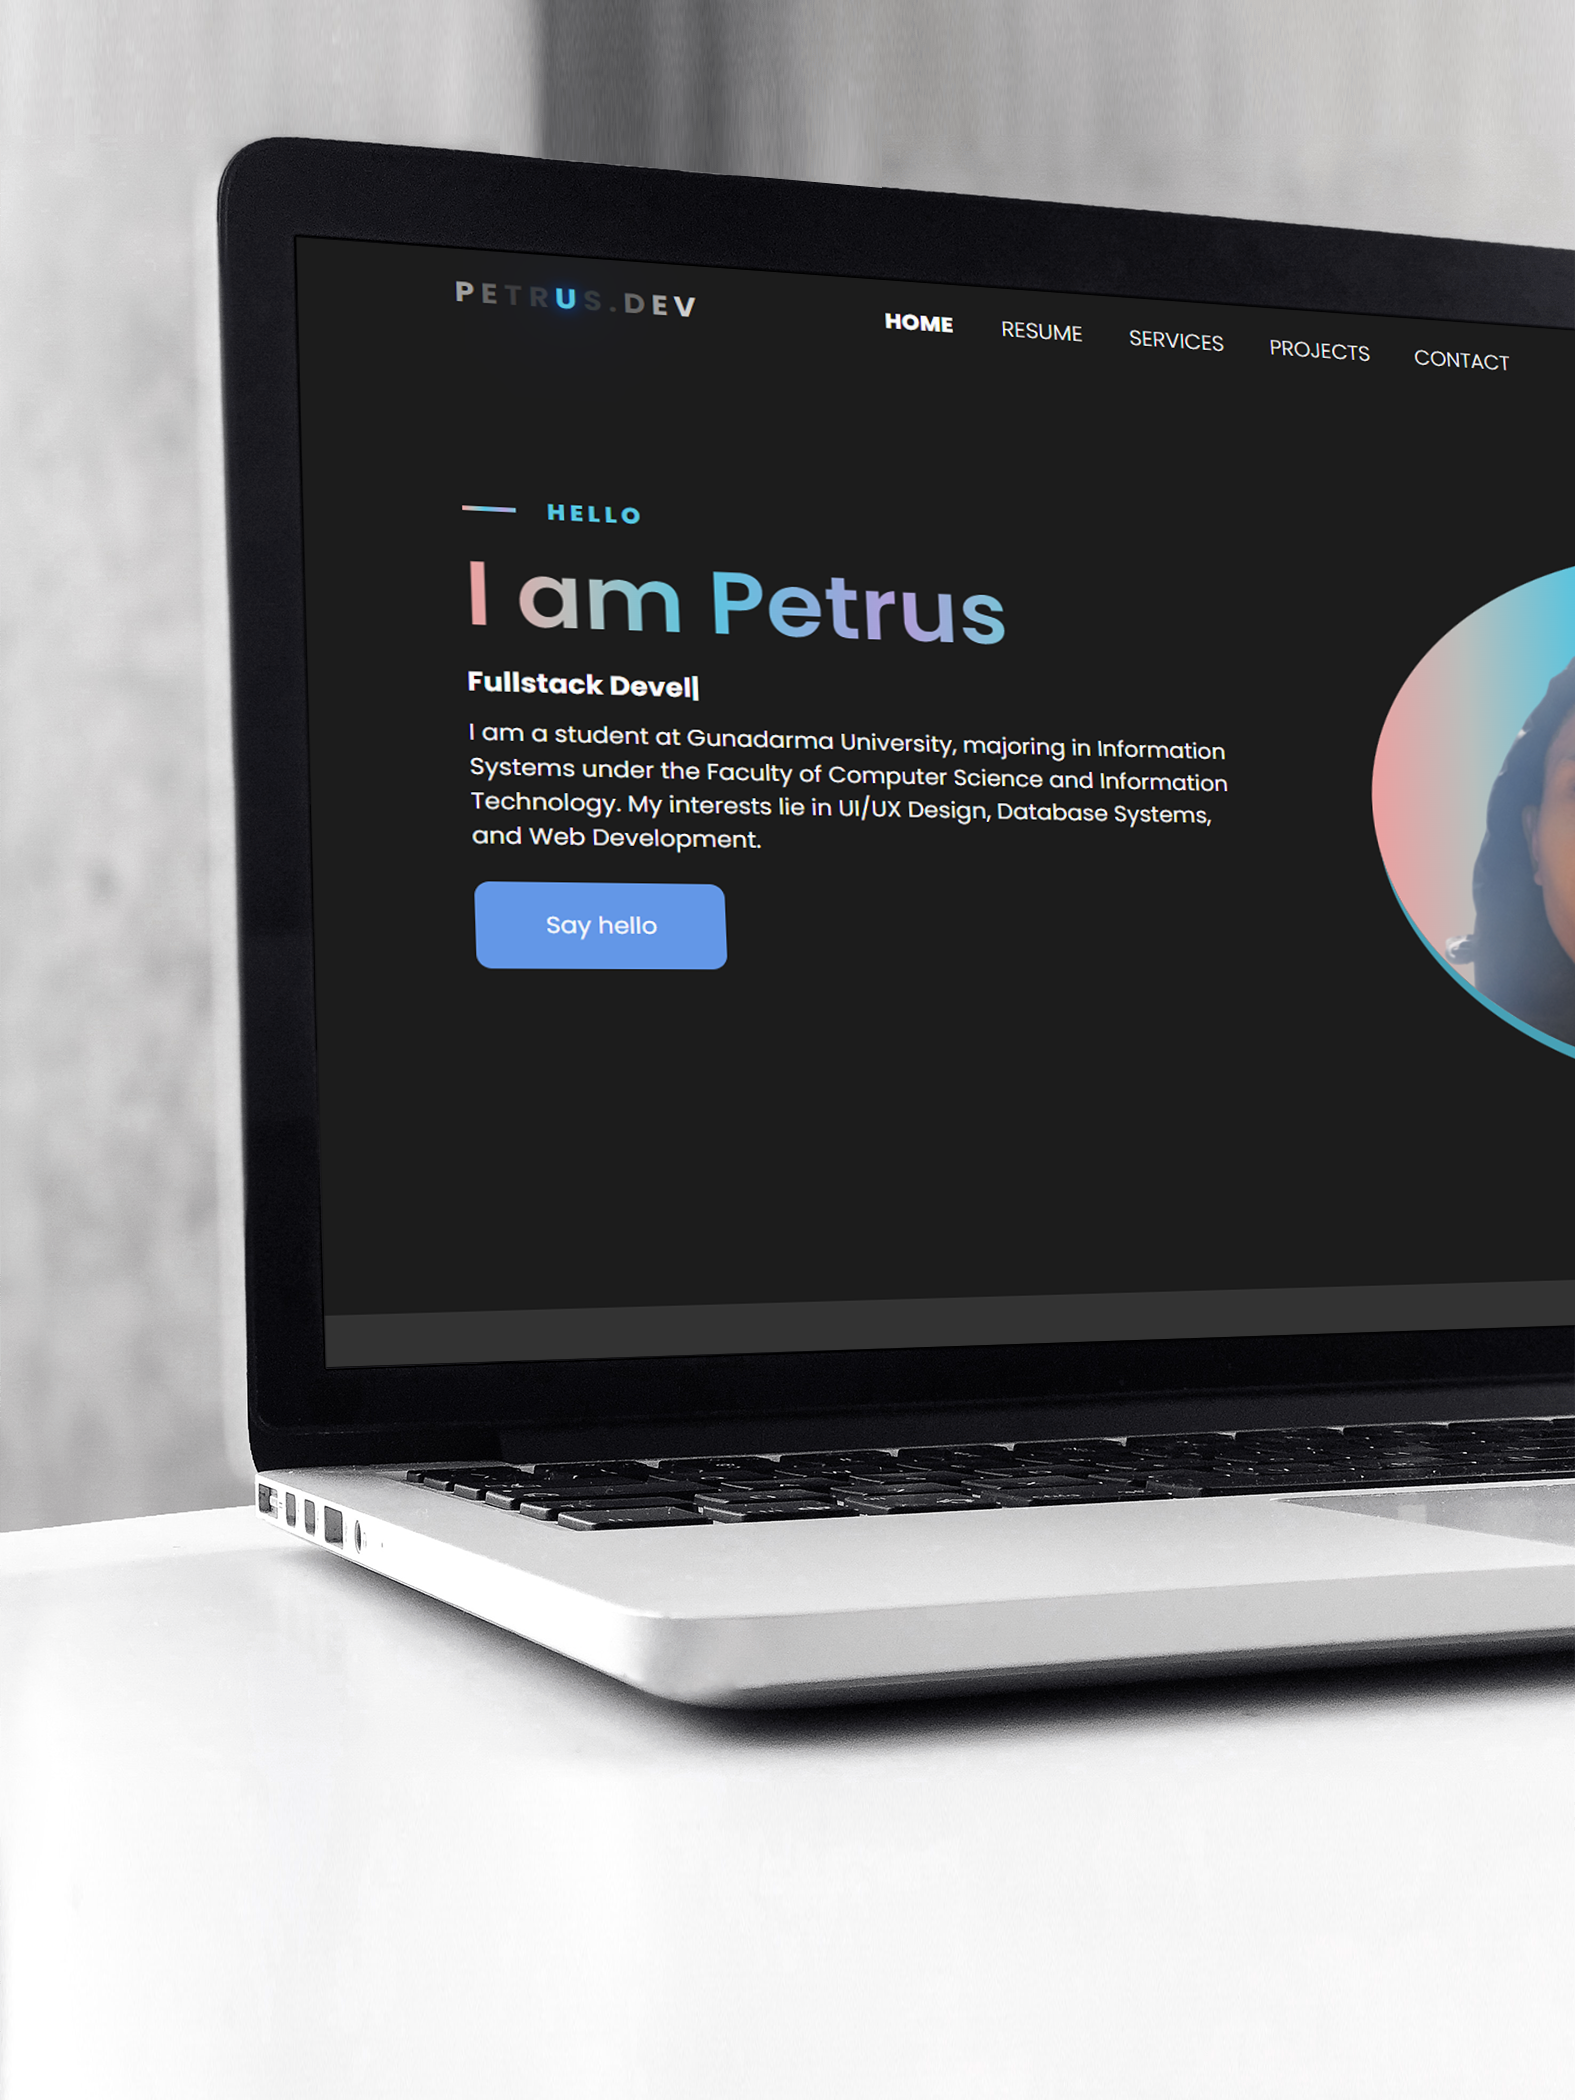 PETRUS.DEV
HOME RESUME SERVICES PROJECTS CONTACT
HELLO
I am Petrus
Fullstack Devel|
I am a student at Gunadarma University, majoring in Information
Systems under the Faculty of Computer Science and Information
Technology. My interests lie in UI/UX Design, Database Systems,
and Web Development.
Say hello